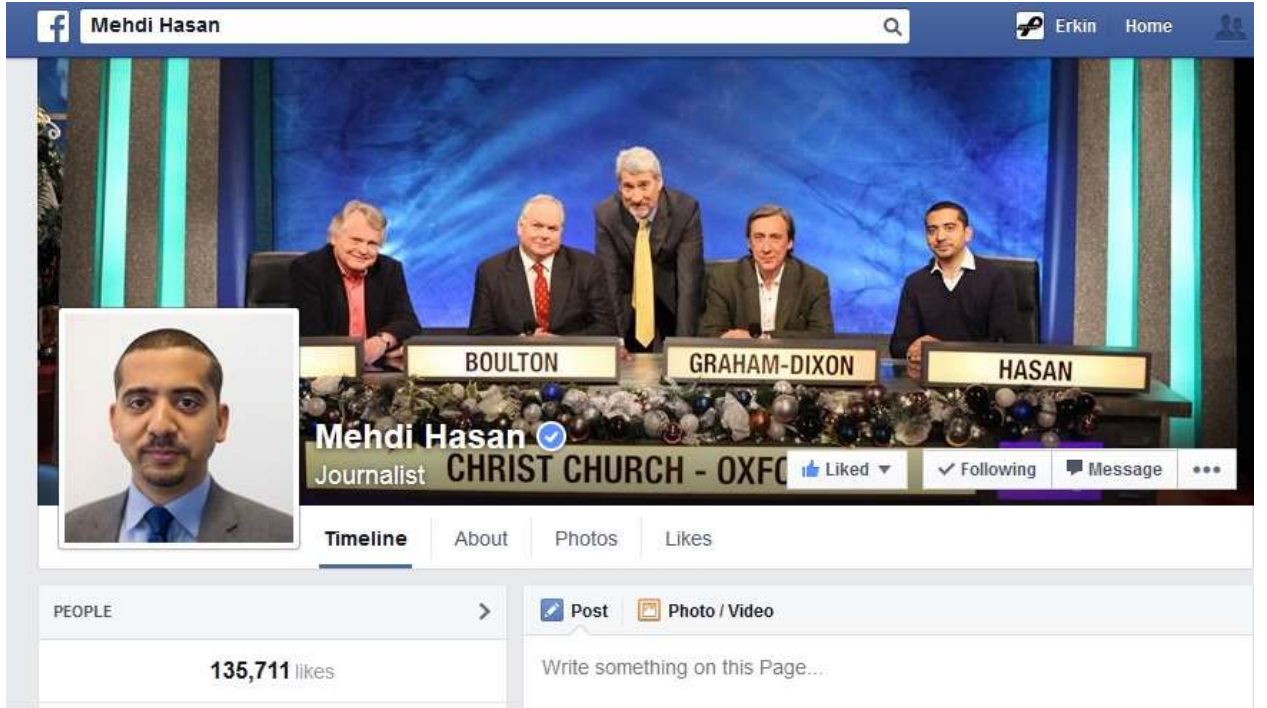 f
Mehdi Hasan
Erkin Home
BOULTON
GRAHAM-DIXON
HASAN
Mehdi Hasan
Journalist
CHRIST CHURCH - OXFO
Liked
Following
Message
Timeline
About
Photos
Likes
PEOPLE
135,711 likes
Post
Photo / Video
Write something on this Page...